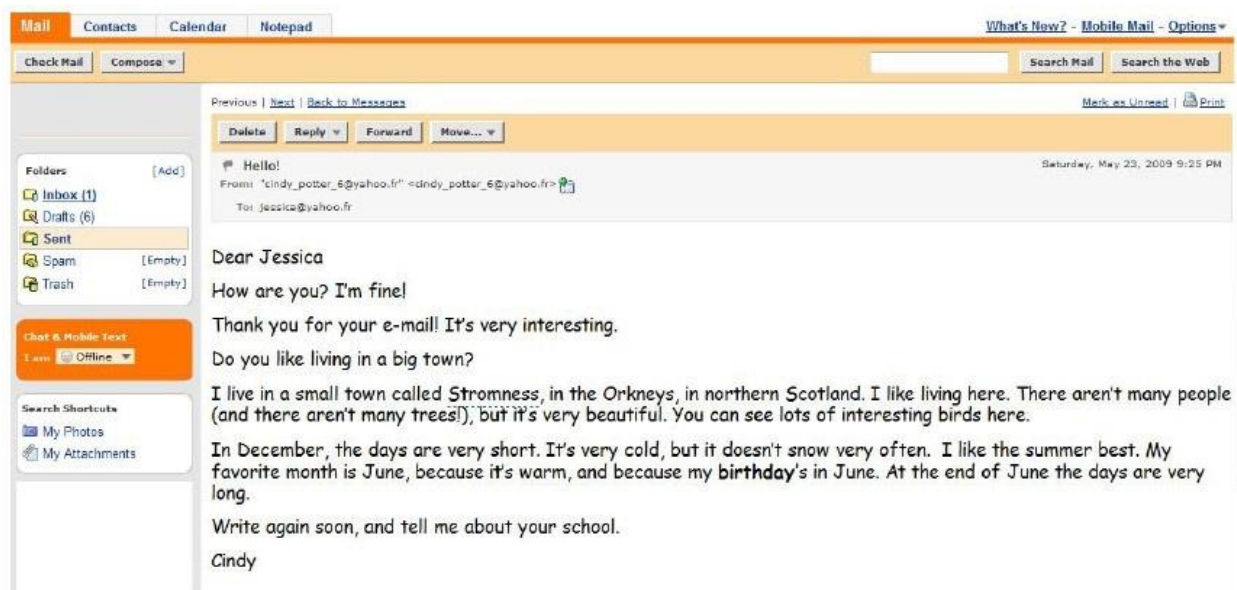 Mail Contacts Calendar Notepad What's New? - Mobile Mail - Options
Check Mail Compose Search Mail Search the Web
Previous | Next | Back to Messages Mark as Unread | Print
Delete Reply Forward Move...
Hello! Saturday, May 23, 2009 9:25 PM
From: "cindy_potter_6@yahoo.fr" <cindy_potter_6@yahoo.fr>
To: jessica@yahoo.fr
Folders [Add]
Inbox (1)
Drafts (6)
Sent
Spam [Empty]
Trash [Empty]
Chat & Mobile Text
I am Offline
Search Shortcuts
My Photos
My Attachments
Dear Jessica
How are you? I'm fine!
Thank you for your e-mail! It's very interesting.
Do you like living in a big town?
I live in a small town called Stromness, in the Orkneys, in northern Scotland. I like living here. There aren't many people
(and there aren't many trees!), but it's very beautiful. You can see lots of interesting birds here.
In December, the days are very short. It's very cold, but it doesn't snow very often. I like the summer best. My
favorite month is June, because it's warm, and because my birthday's in June. At the end of June the days are very
long.
Write again soon, and tell me about your school.
Cindy